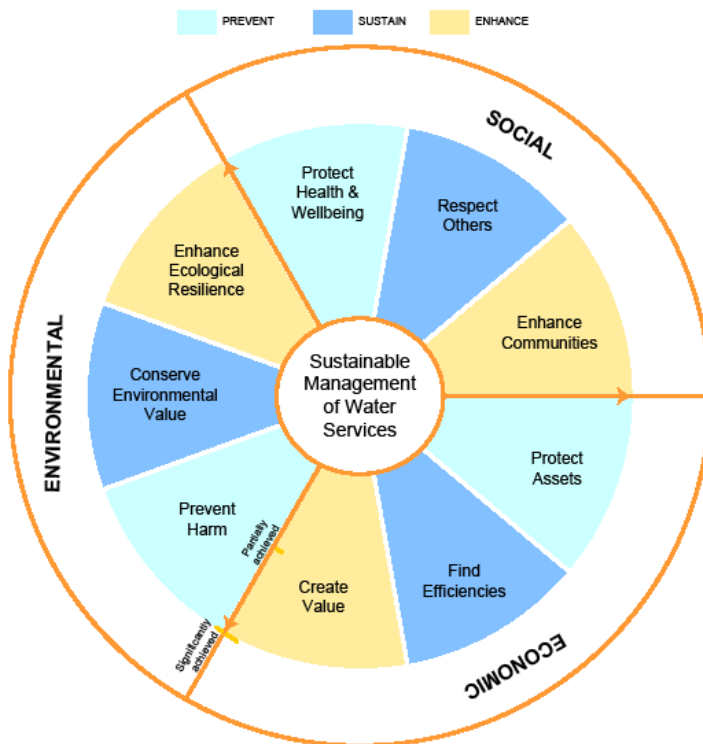 PREVENT
SUSTAIN
ENHANCE
SOCIAL
Protect
Health &
Wellbeing
Respect
Others
Enhance
Communities
Protect
Assets
Find
Efficiencies
ECONOMIC
Create
Value
Prevent
Harm
Partially
achieved
Significantly
achieved
Conserve
Environmental
Value
Enhance
Ecological
Resilience
ENVIRONMENTAL
Sustainable
Management
of Water
Services